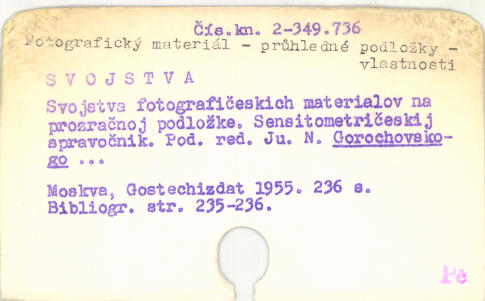 Čís.kn. 2-349.736
Fotografický materiál - průhledné podložky -
vlastnosti
S V O J S T V A
Svojstva fotografičeskich materialov na
prozračnoj podložke. Sensitometričeskij
spravočnik. Pod. red. Ju. N. Gorochovsko-
go ...
Moskva, Gostechizdat 1955. 236 s.
Bibliogr. str. 235-236.
Pč